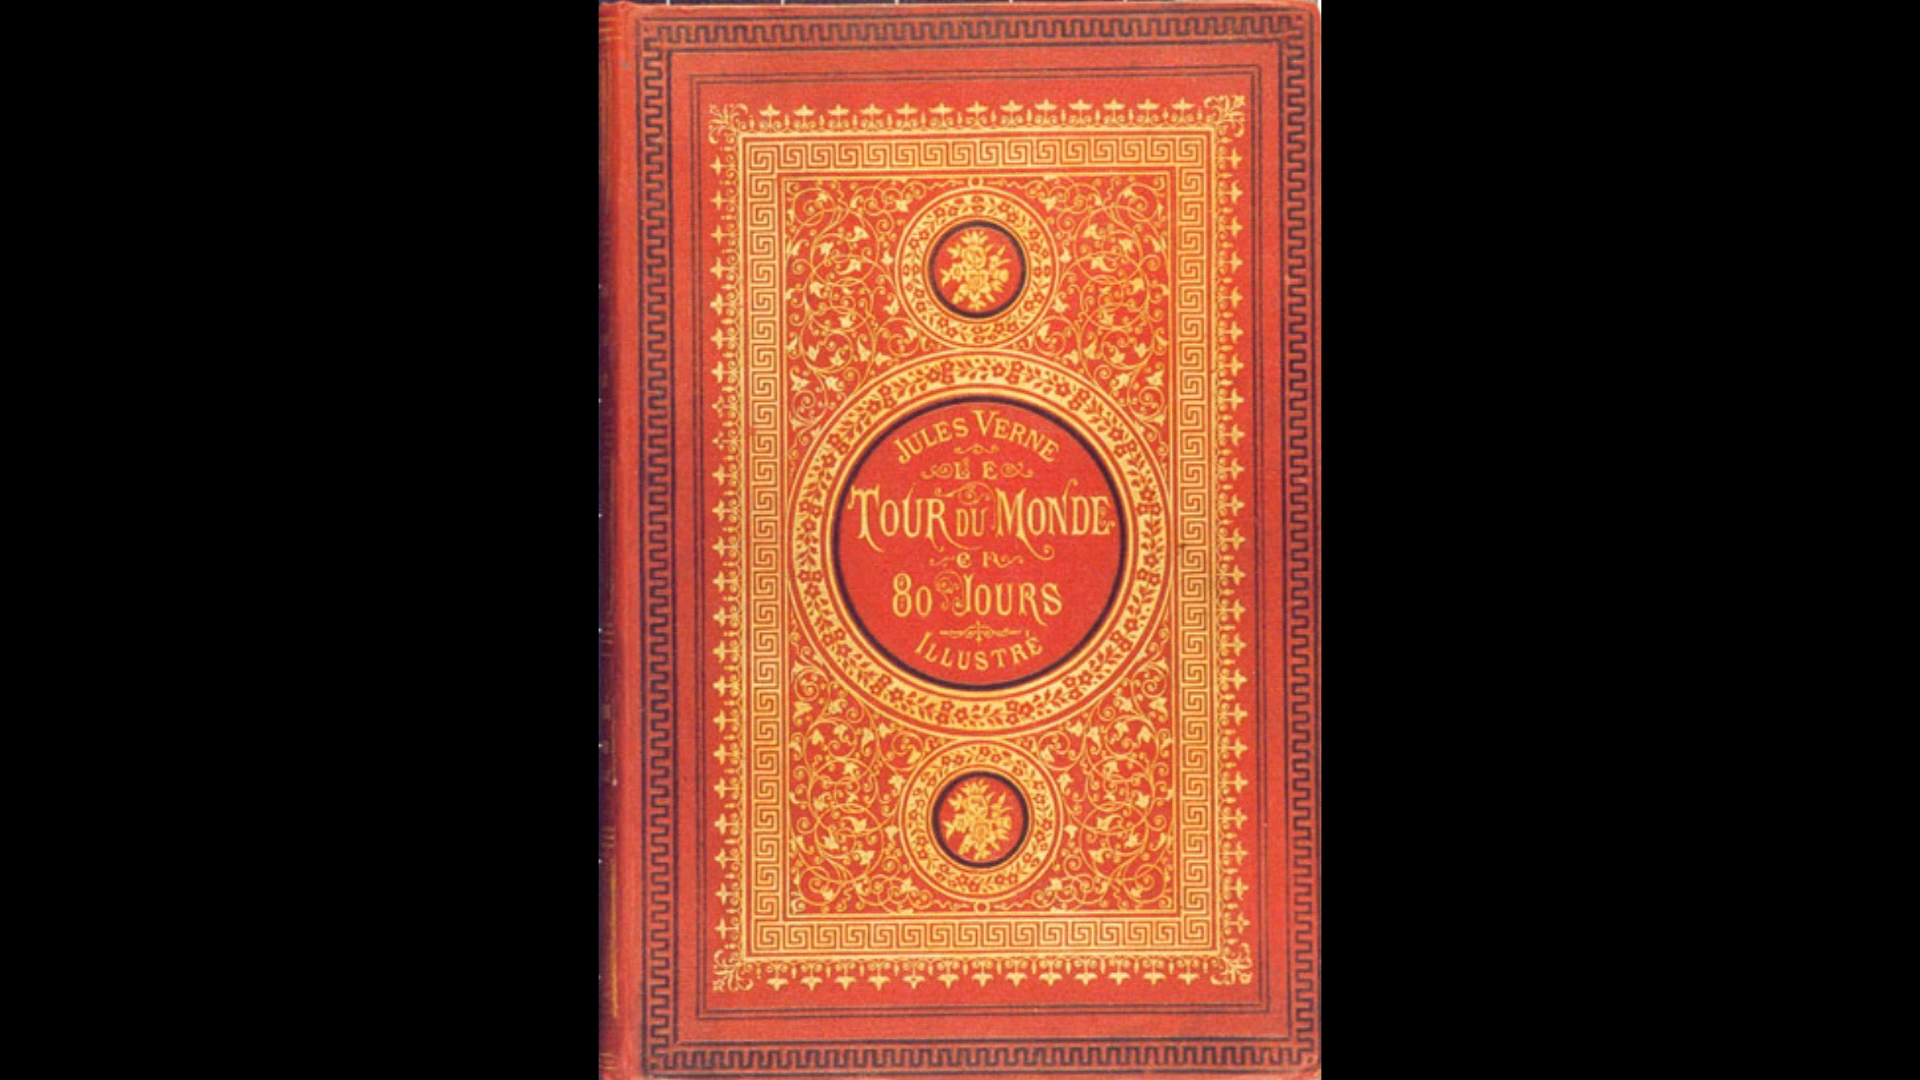 JULES VERNE
LE
TOUR DU MONDE
en
80 JOURS
ILLUSTRÉ